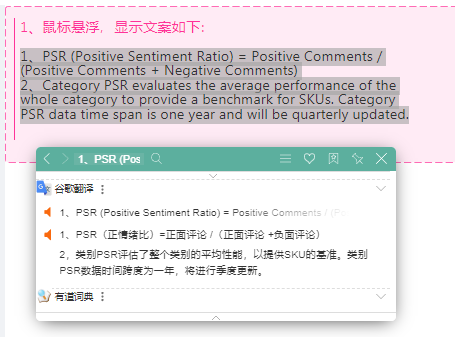 1、鼠标悬浮，显示文案如下:
1、PSR (Positive Sentiment Ratio) = Positive Comments /
(Positive Comments + Negative Comments)
2、Category PSR evaluates the average performance of the
whole category to provide a benchmark for SKUs. Category
PSR data time span is one year and will be quarterly updated.
1、PSR (Pos
谷歌翻译
1、PSR (Positive Sentiment Ratio) = Positive Comments / (Po
1、PSR（正情绪比）=正面评论 /（正面评论 +负面评论）
2，类别PSR评估了整个类别的平均性能，以提供SKU的基准。类别
PSR数据时间跨度为一年，将进行季度更新。
有道词典